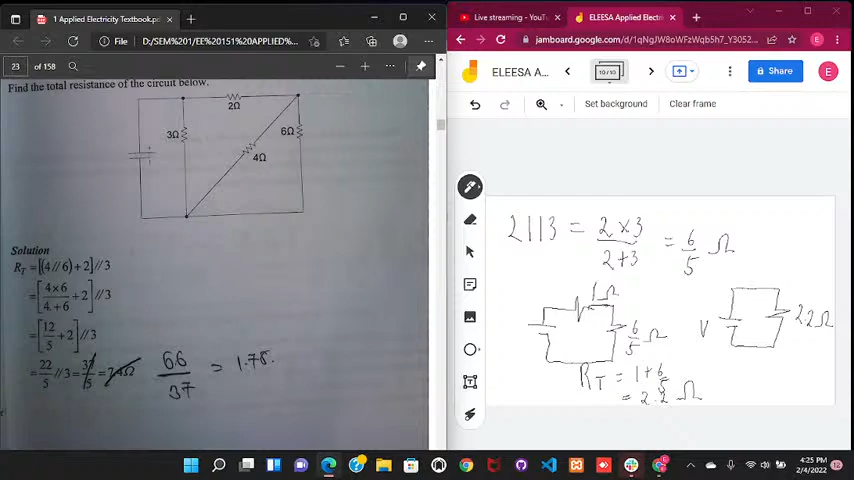 1 Applied Electricity Textbook.pd
File
D:/SEM%201/EE%20151%20APPLIED%...
23 of 158
Find the total resistance of the circuit below.
2Ω
3Ω
6Ω
4Ω
Solution
R_T = [(4//6) + 2]//3
= [4×6/4+6 + 2]//3
= [12/5 + 2]//3
= 22/5 //3 = 37/5 = 7.4Ω
66/37 = 1.78.
Live streaming - YouT
ELEESA Applied Electri
jamboard.google.com/d/1qNgJW8oWFzWqb5h7_Y3052...
ELEESA A...
10/10
Share
E
Set background
Clear frame
2||3 = 2×3/2+3 = 6/5 Ω
1Ω
6/5 Ω
V
2.2Ω
R_T = 1+6/5
= 2.2 Ω
4:25 PM
2/4/2022